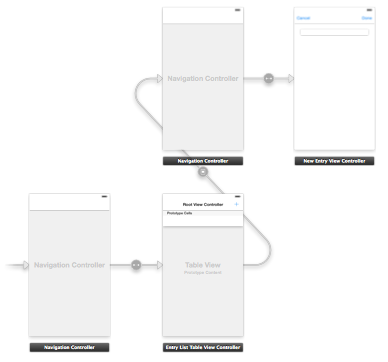 Cancel Done
Navigation Controller
Navigation Controller
New Entry View Controller
Root View Controller +
Prototype Cells
Navigation Controller
Table View
Prototype Content
Navigation Controller
Entry List Table View Controller